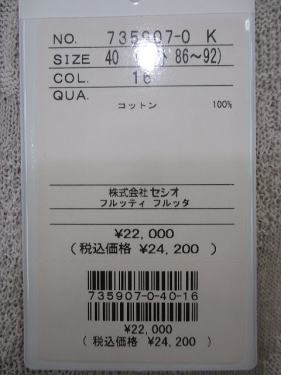 NO. 735907-0 K
SIZE 40 86～92)
COL. 16
QUA.
コットン 100%
株式会社セシオ
フルッティ フルッタ
¥22,000
(税込価格 ¥24,200 )
735907-0-40-16
¥22,000
(税込価格 ¥24,200 )